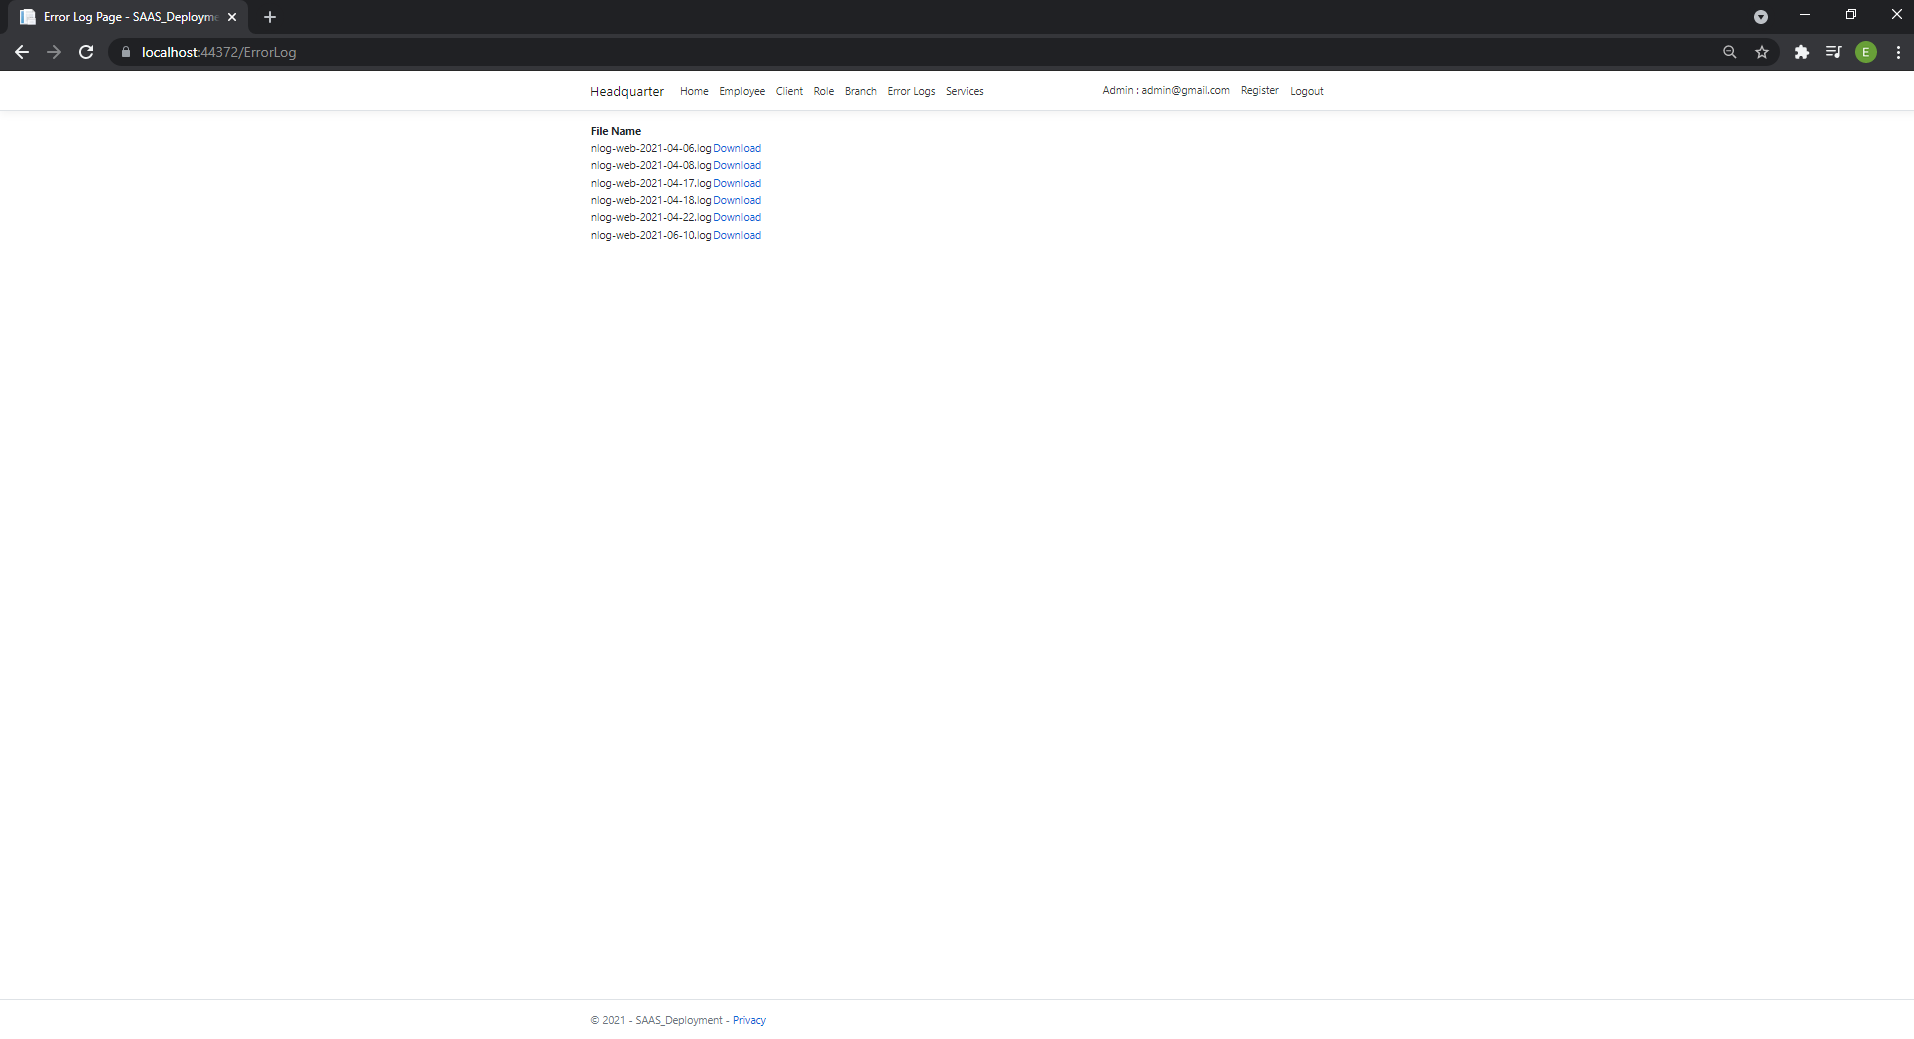 Error Log Page - SAAS_Deployme
localhost:44372/ErrorLog
E
Headquarter Home Employee Client Role Branch Error Logs Services Admin : admin@gmail.com Register Logout
File Name
nlog-web-2021-04-06.log Download
nlog-web-2021-04-08.log Download
nlog-web-2021-04-17.log Download
nlog-web-2021-04-18.log Download
nlog-web-2021-04-22.log Download
nlog-web-2021-06-10.log Download
© 2021 - SAAS_Deployment - Privacy